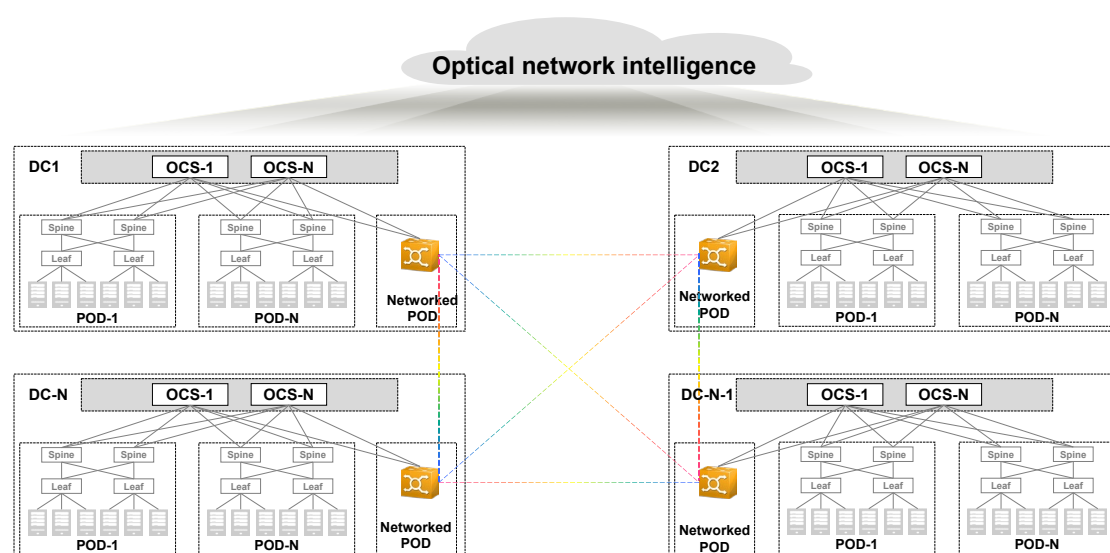 Optical network intelligence
DC1
OCS-1
OCS-N
Spine
Spine
Spine
Spine
Leaf
Leaf
Leaf
Leaf
POD-1
POD-N
Networked
POD
DC2
OCS-1
OCS-N
Spine
Spine
Spine
Spine
Leaf
Leaf
Leaf
Leaf
Networked
POD
POD-1
POD-N
DC-N
OCS-1
OCS-N
Spine
Spine
Spine
Spine
Leaf
Leaf
Leaf
Leaf
POD-1
POD-N
Networked
POD
DC-N-1
OCS-1
OCS-N
Spine
Spine
Spine
Spine
Leaf
Leaf
Leaf
Leaf
Networked
POD
POD-1
POD-N